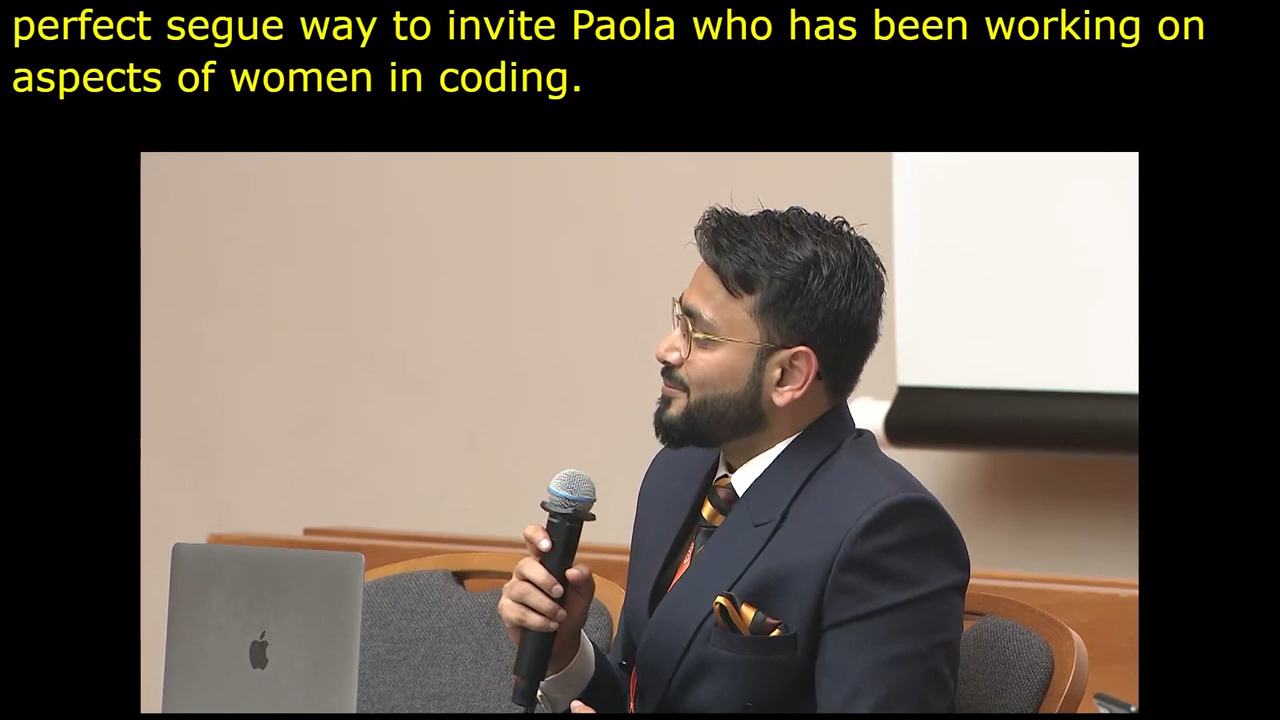 perfect segue way to invite Paola who has been working on
aspects of women in coding.